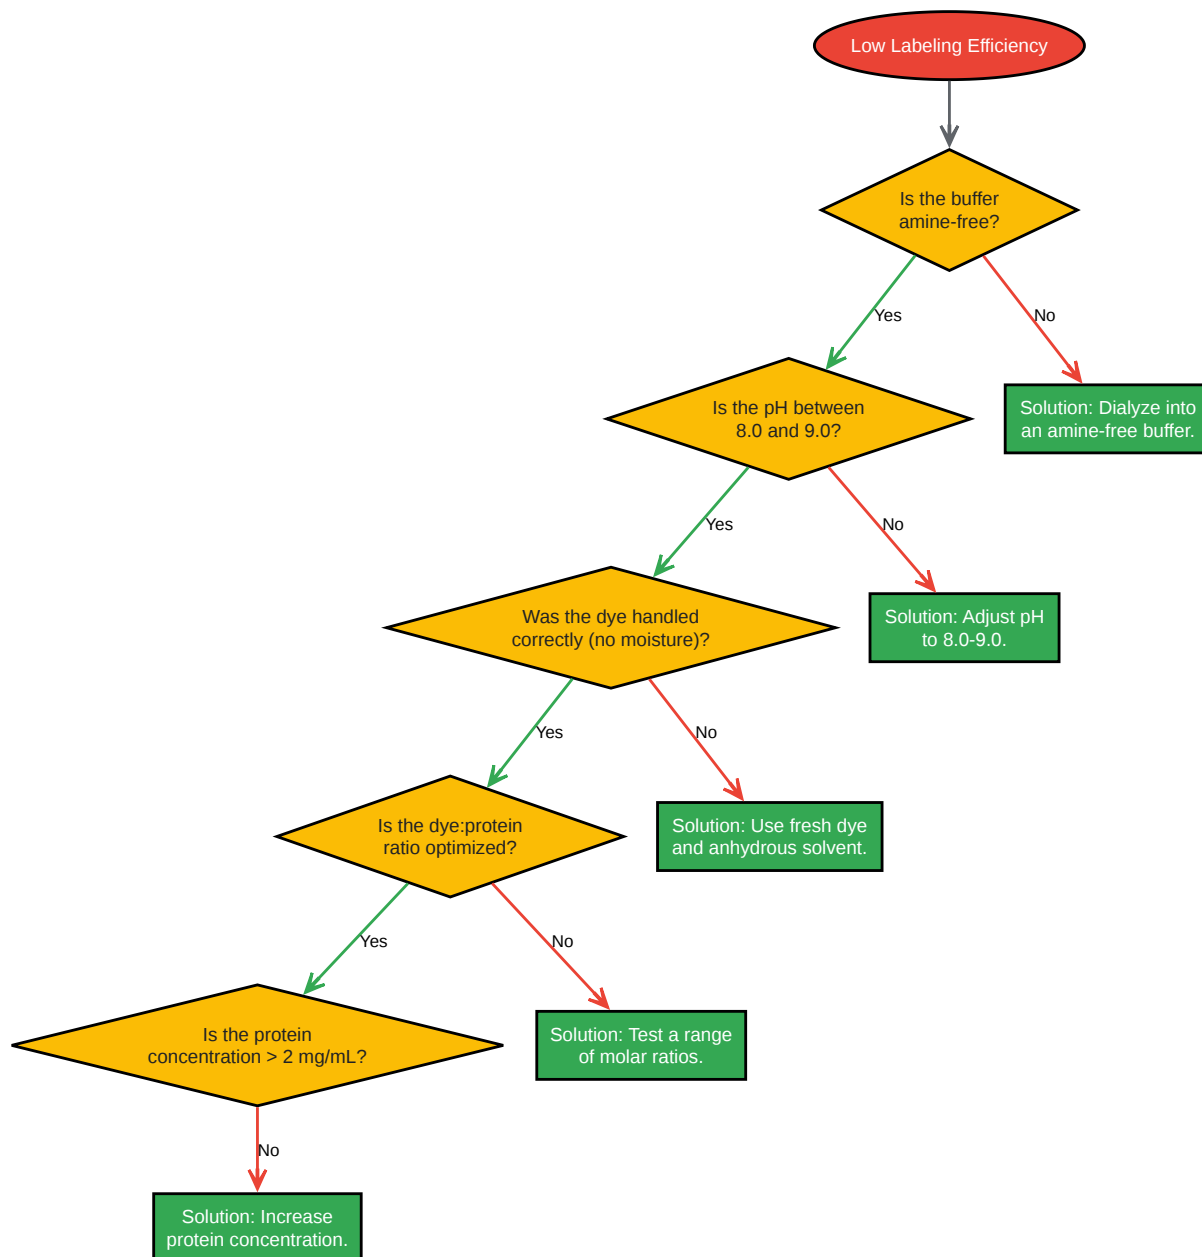 Low Labeling Efficiency
Is the buffer
amine-free?
Yes
No
Is the pH between
8.0 and 9.0?
Solution: Dialyze into
an amine-free buffer.
Yes
No
Was the dye handled
correctly (no moisture)?
Solution: Adjust pH
to 8.0-9.0.
Yes
No
Is the dye:protein
ratio optimized?
Solution: Use fresh dye
and anhydrous solvent.
Yes
No
Is the protein
concentration > 2 mg/mL?
Solution: Test a range
of molar ratios.
No
Solution: Increase
protein concentration.